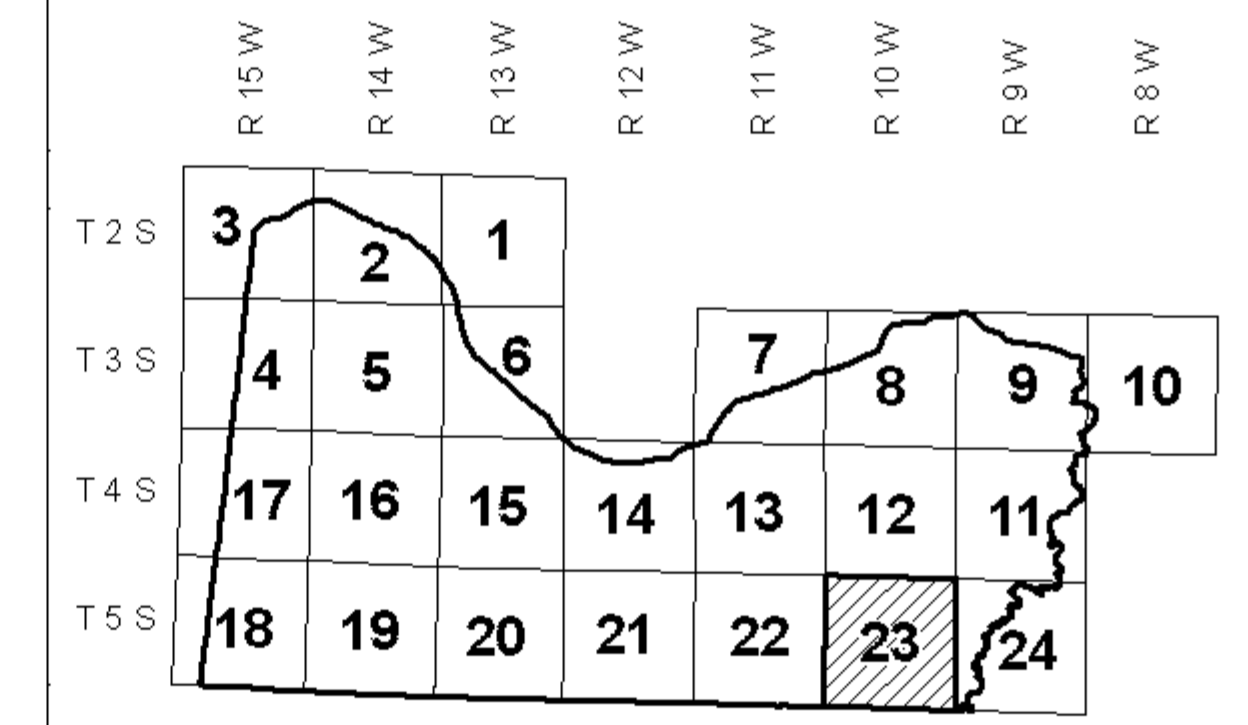 R 15 W R 14 W R 13 W R 12 W R 11 W R 10 W R 9 W R 8 W
T 2 S 3 2 1
T 3 S 4 5 6 7 8 9 10
T 4 S 17 16 15 14 13 12 11
T 5 S 18 19 20 21 22 23 24